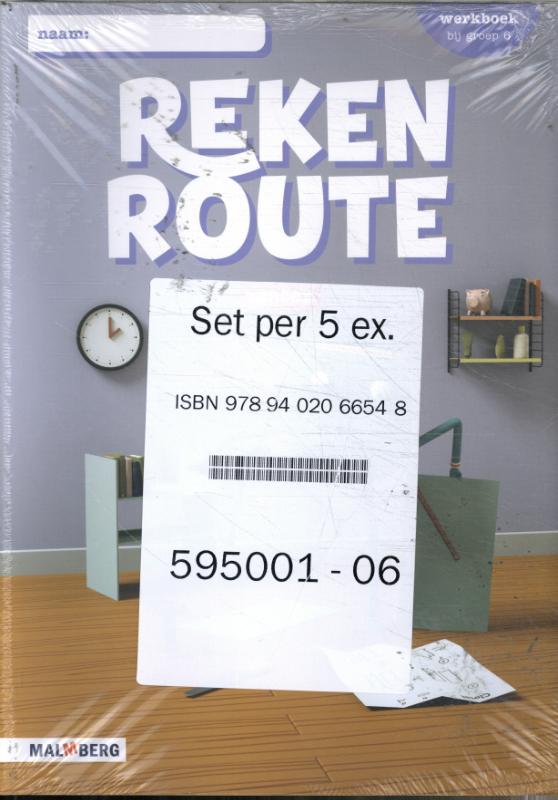 naam:
werkboek
bij groep 6
REKEN
ROUTE
Set per 5 ex.
ISBN 978 94 020 6654 8
595001 - 06
MALMBERG